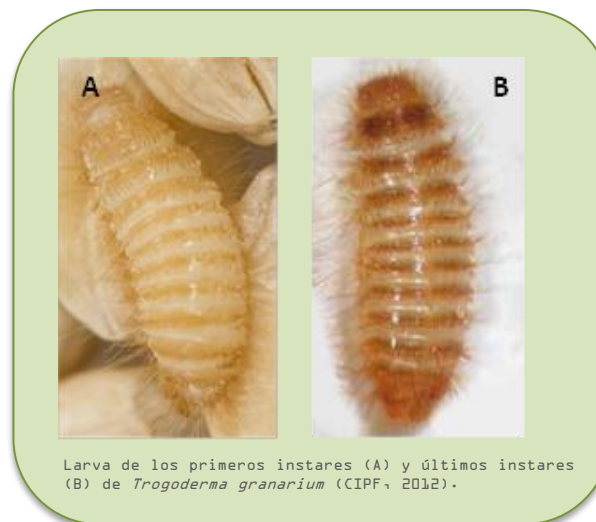 A
B
Larva de los primeros instares (A) y últimos instares
(B) de Trogoderma granarium (CIPF, 2012).